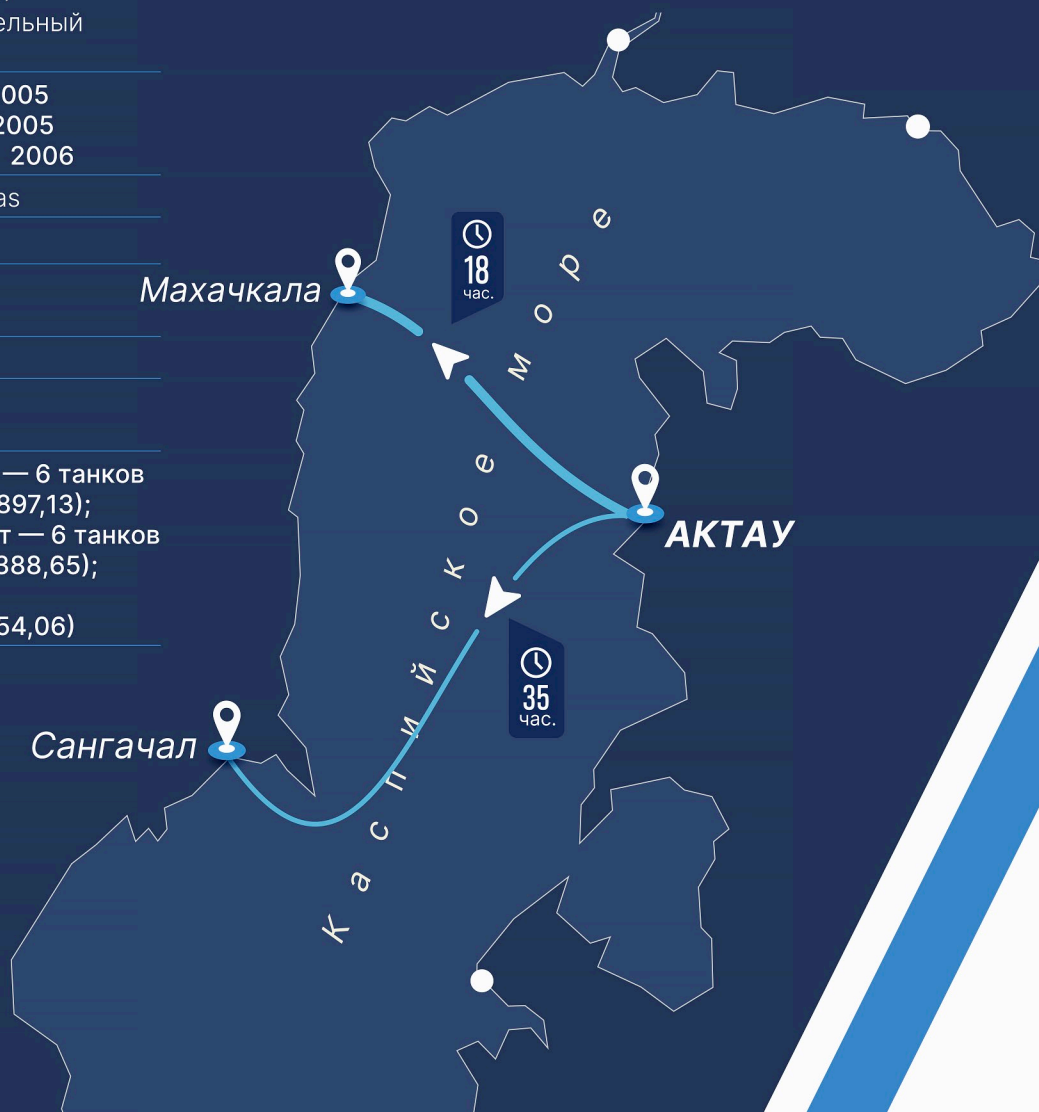 ельный
005
2005
2006
as
— 6 танков
897,13);
т — 6 танков
388,65);
54,06)
18
час.
Махачкала
Каспийское море
АКТАУ
35
час.
Сангачал